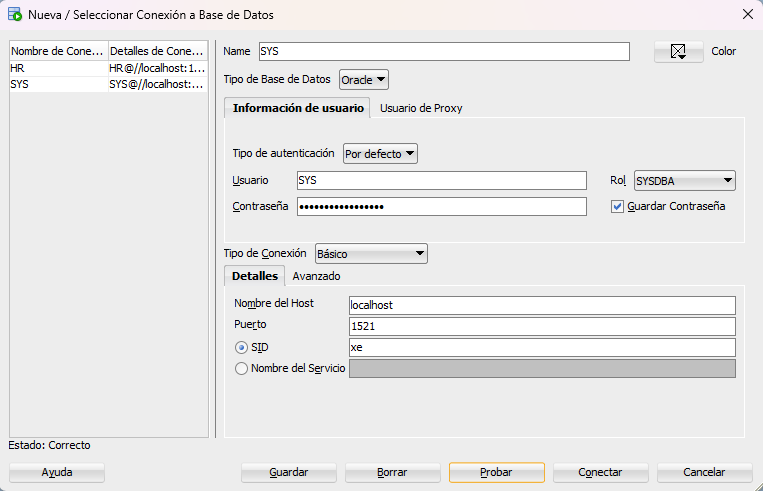 Nueva / Seleccionar Conexión a Base de Datos
Nombre de Cone... Detalles de Cone...
HR HR@//localhost:1...
SYS SYS@//localhost:...
Name SYS Color
Tipo de Base de Datos Oracle
Información de usuario Usuario de Proxy
Tipo de autenticación Por defecto
Usuario SYS Rol SYSDBA
Contraseña ••••••••••••••••• Guardar Contraseña
Tipo de Conexión Básico
Detalles Avanzado
Nombre del Host localhost
Puerto 1521
SID xe
Nombre del Servicio
Estado: Correcto
Ayuda Guardar Borrar Probar Conectar Cancelar